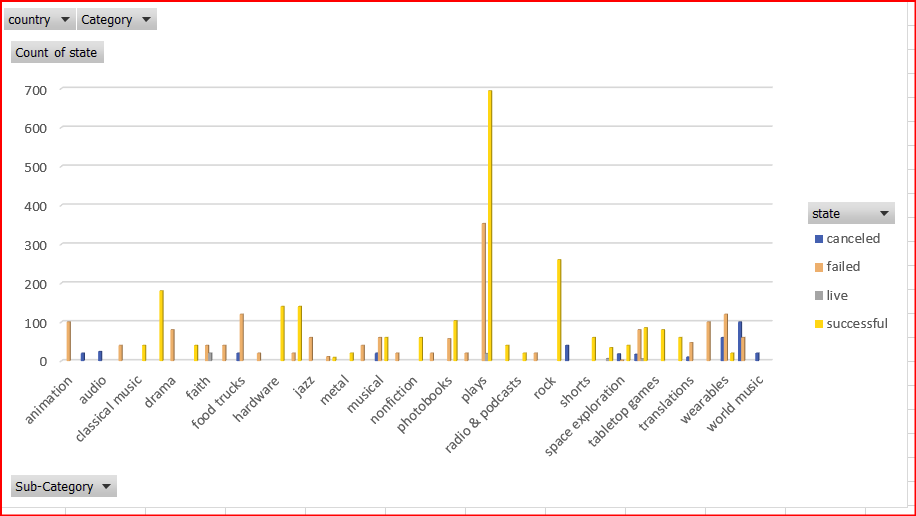 country Category
Count of state
700
600
500
400
300
200
100
0
animation
audio
classical music
drama
faith
food trucks
hardware
jazz
metal
musical
nonfiction
photobooks
plays
radio & podcasts
rock
shorts
space exploration
tabletop games
translations
wearables
world music
state
canceled
failed
live
successful
Sub-Category